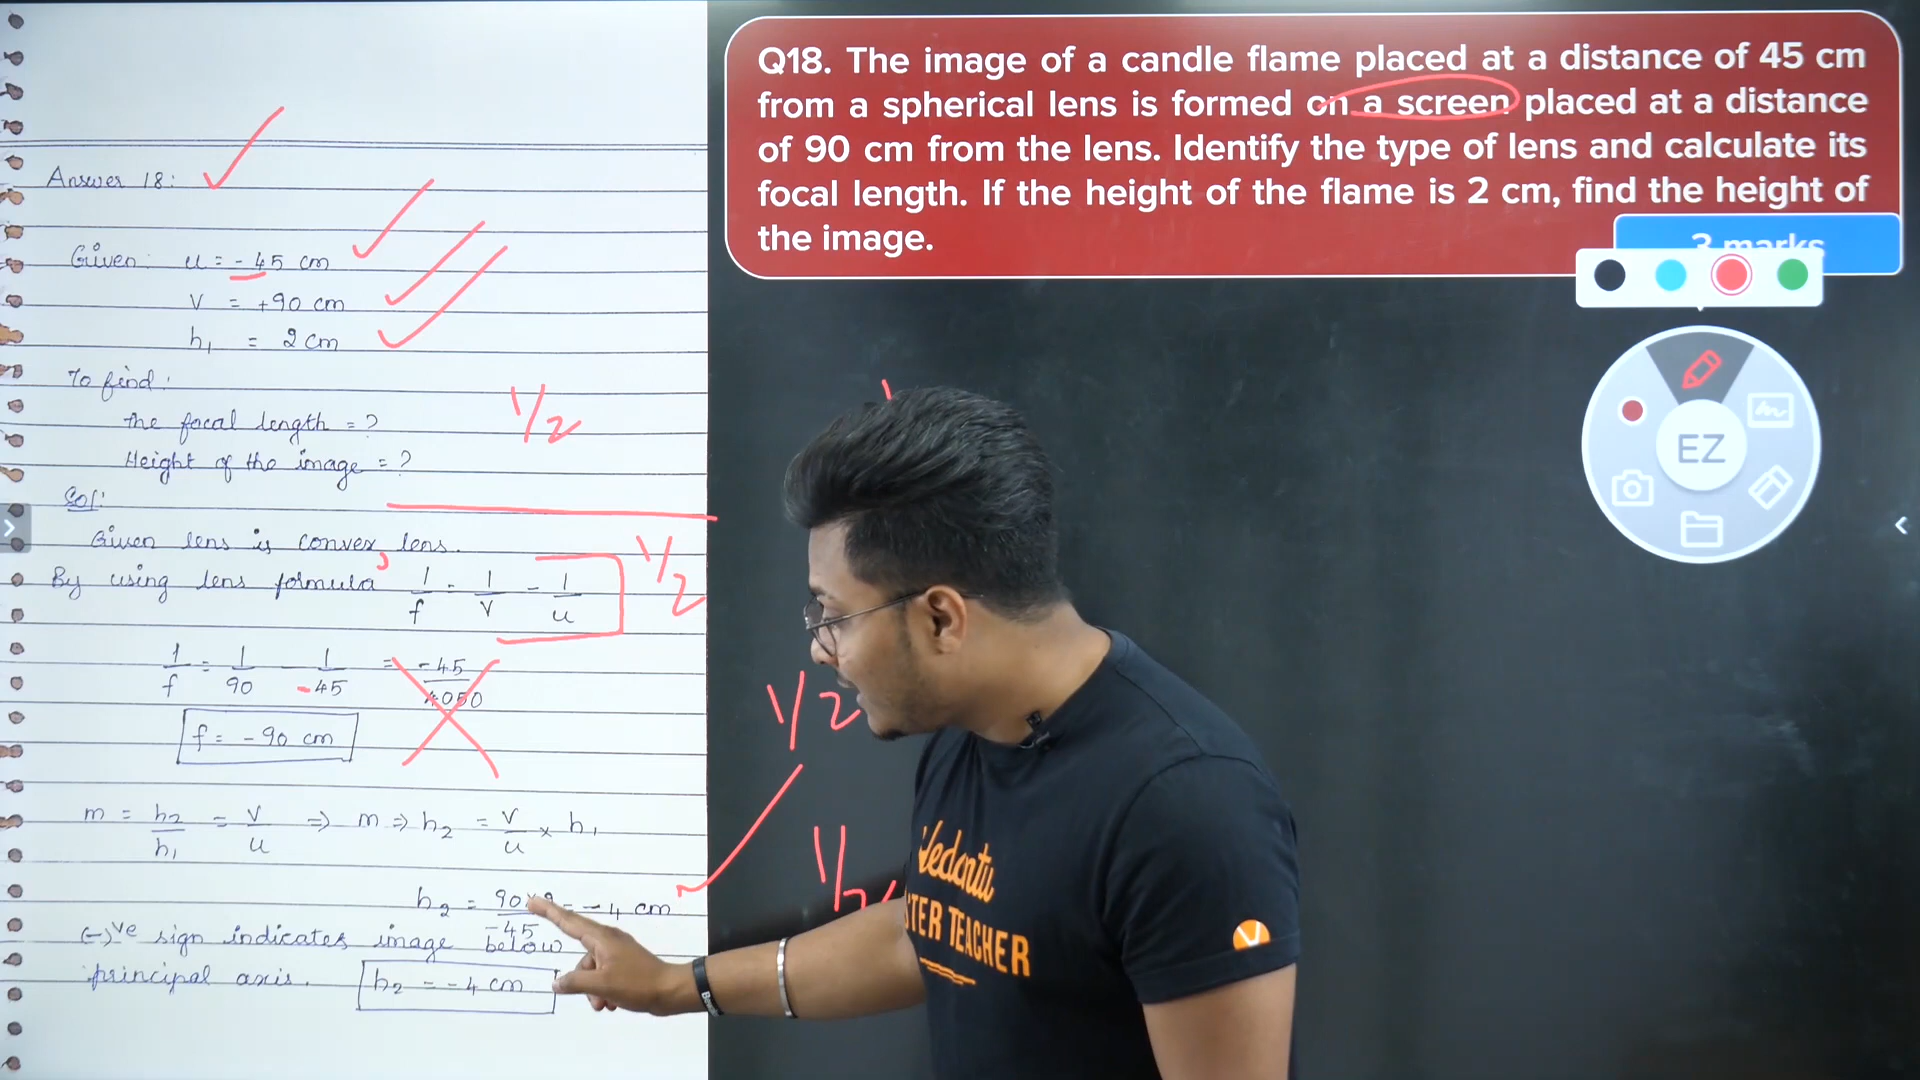 Answer 18:
Given: u = - 45 cm
v = +90 cm
h₁ = 2 cm
To find:
the focal length = ?
Height of the image = ?
1/2
Sol:
Given lens is convex lens.
By using lens formula, 1/f = 1/v - 1/u
1/2
1/f = 1/90 - 1/-45 = -45/4050
f = -90 cm
1/2
m = h₂/h₁ = v/u ⇒ m ⇒ h₂ = v/u × h₁
1/2
h₂ = 90×2/-45 = - 4 cm
(-)ve sign indicates image below
principal axis.
h₂ = -4 cm
Q18. The image of a candle flame placed at a distance of 45 cm
from a spherical lens is formed on a screen placed at a distance
of 90 cm from the lens. Identify the type of lens and calculate its
focal length. If the height of the flame is 2 cm, find the height of
the image.
3 marks
EZ
Vedantu
TER TEACHER